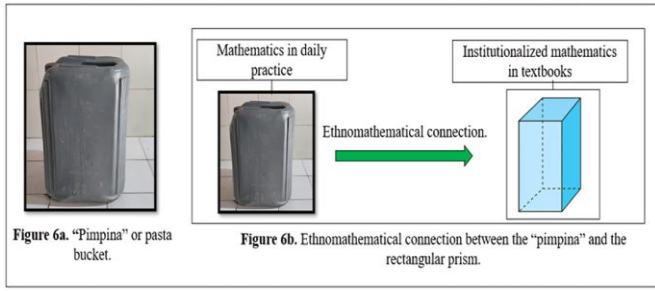 Mathematics in daily
practice
Institutionalized mathematics
in textbooks
Ethnomathematical connection.
Figure 6a. “Pimpina” or pasta
bucket.
Figure 6b. Ethnomathematical connection between the “pimpina” and the
rectangular prism.